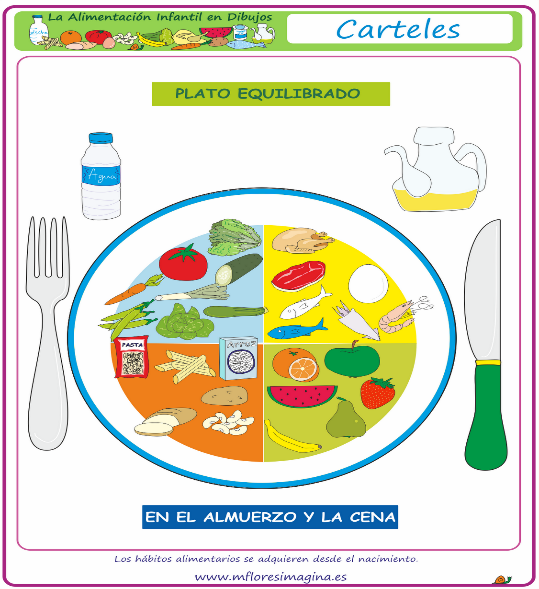 La Alimentación Infantil en Dibujos
Carteles
PLATO EQUILIBRADO
Agua
PASTA
ARROZ
EN EL ALMUERZO Y LA CENA
Los hábitos alimentarios se adquieren desde el nacimiento.
www.mfloresimagina.es